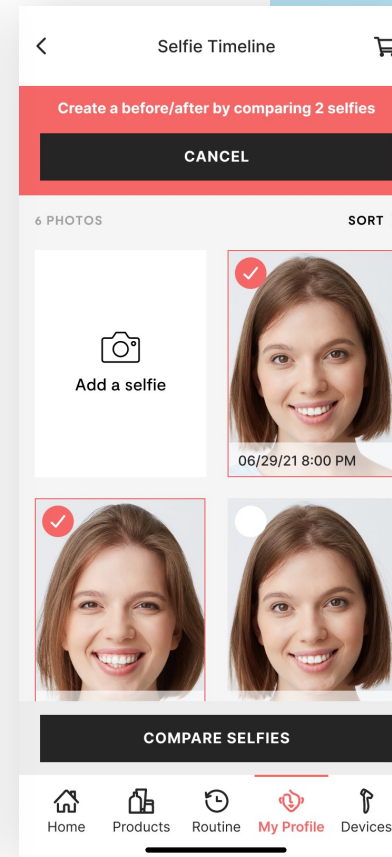 Selfie Timeline
Create a before/after by comparing 2 selfies
CANCEL
6 PHOTOS
SORT
Add a selfie
06/29/21 8:00 PM
COMPARE SELFIES
Home
Products
Routine
My Profile
Devices